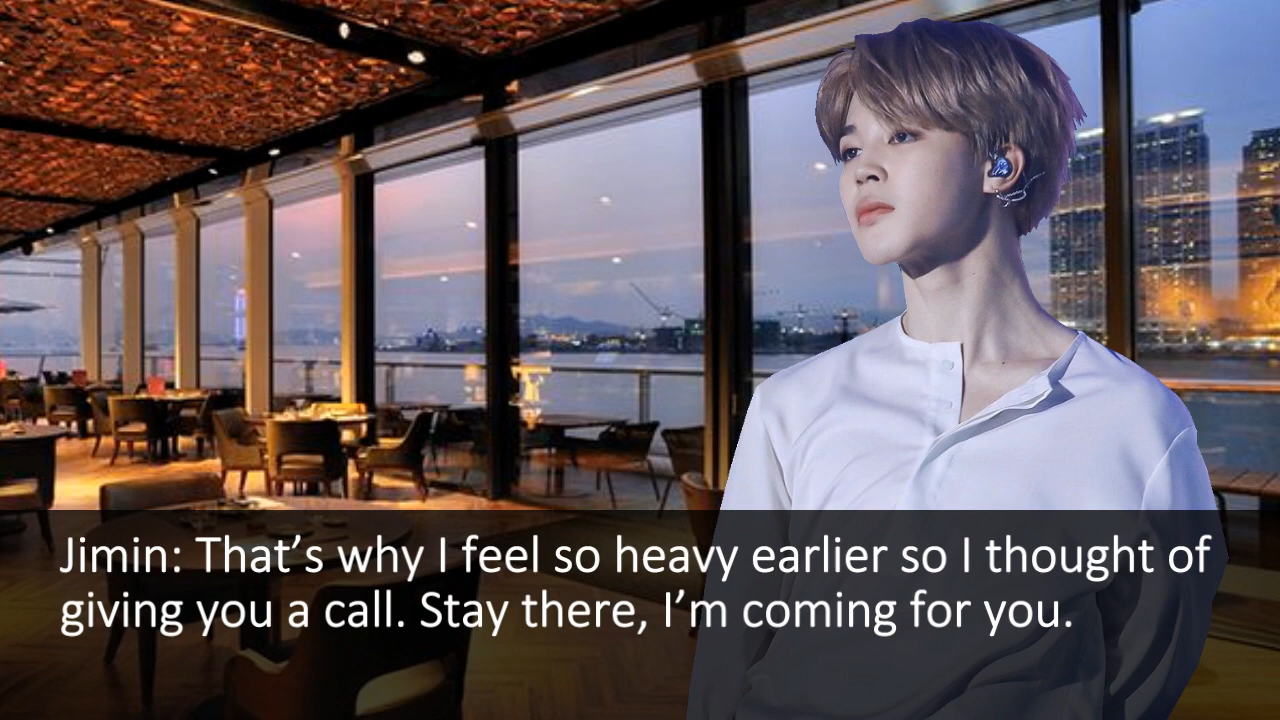 Jimin: That’s why I feel so heavy earlier so I thought of
giving you a call. Stay there, I’m coming for you.